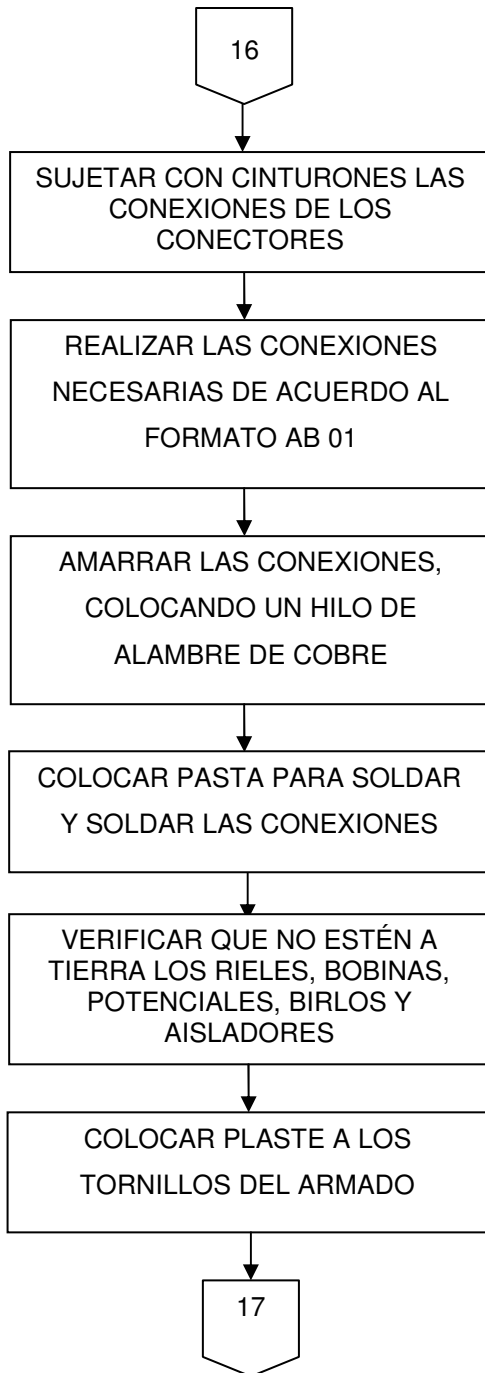 16
SUJETAR CON CINTURONES LAS
CONEXIONES DE LOS
CONECTORES
REALIZAR LAS CONEXIONES
NECESARIAS DE ACUERDO AL
FORMATO AB 01
AMARRAR LAS CONEXIONES,
COLOCANDO UN HILO DE
ALAMBRE DE COBRE
COLOCAR PASTA PARA SOLDAR
Y SOLDAR LAS CONEXIONES
VERIFICAR QUE NO ESTÉN A
TIERRA LOS RIELES, BOBINAS,
POTENCIALES, BIRLOS Y
AISLADORES
COLOCAR PLASTE A LOS
TORNILLOS DEL ARMADO
17